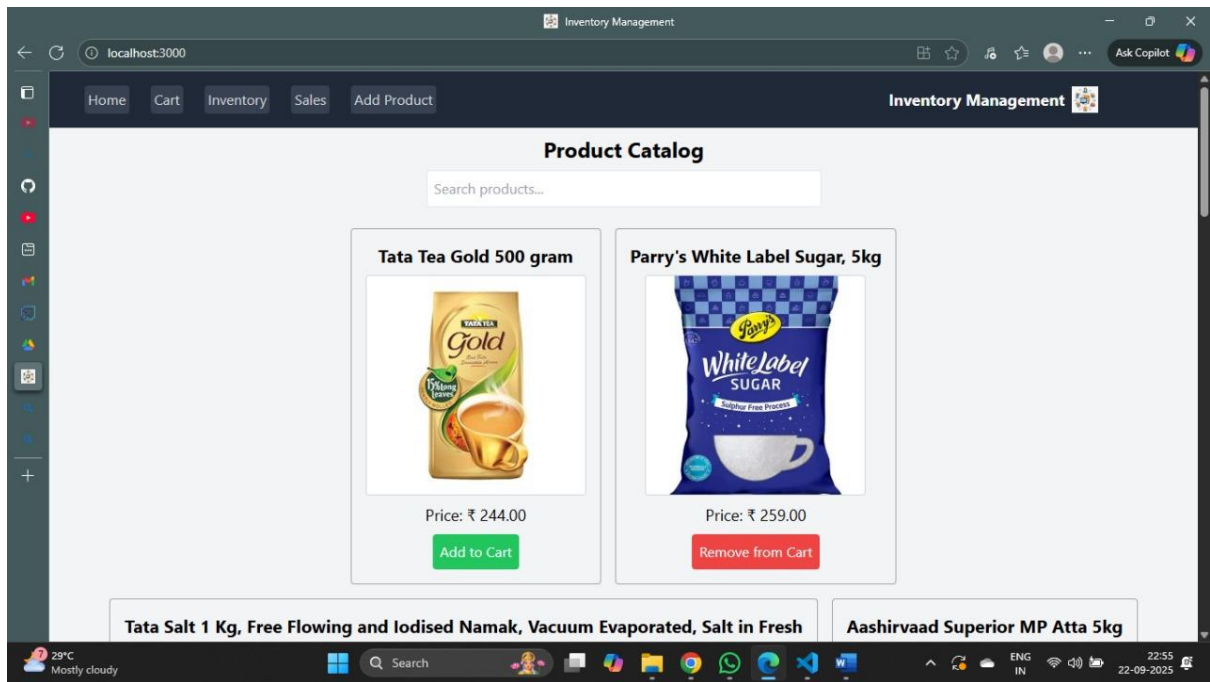 Inventory Management
localhost:3000
Ask Copilot
Home Cart Inventory Sales Add Product
Inventory Management
Product Catalog
Search products...
Tata Tea Gold 500 gram
Parry's White Label Sugar, 5kg
TATA TEA
Gold
15% Long
Leaves
Parry's
White Label
SUGAR
Sulphur Free Process
Price: ₹ 244.00
Price: ₹ 259.00
Add to Cart
Remove from Cart
Tata Salt 1 Kg, Free Flowing and Iodised Namak, Vacuum Evaporated, Salt in Fresh
Aashirvaad Superior MP Atta 5kg
7
29°C
Mostly cloudy
Search
ENG
IN
22:55
22-09-2025